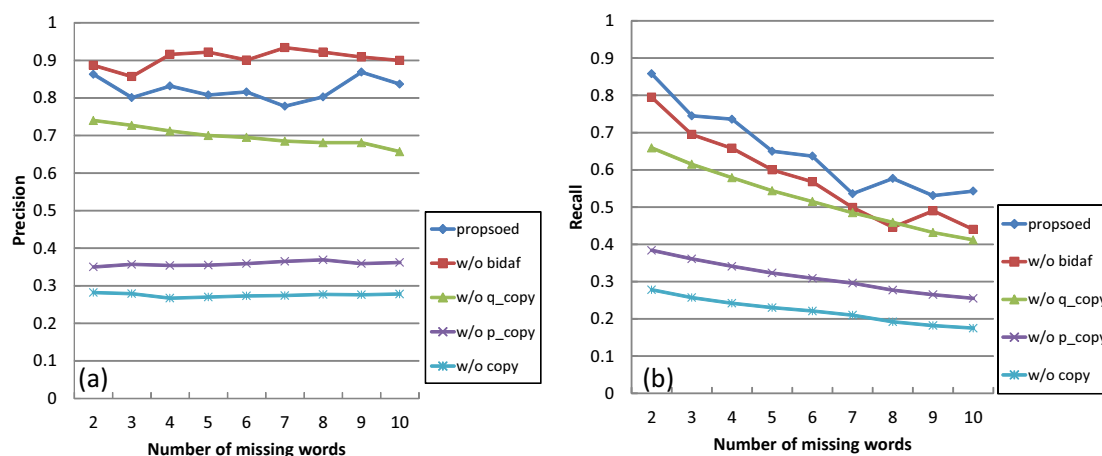 1
0.9
0.8
0.7
0.6
0.5
0.4
0.3
0.2
0.1
0
Precision
(a)
2 3 4 5 6 7 8 9 10
Number of missing words
propsoed
w/o bidaf
w/o q_copy
w/o p_copy
w/o copy
1
0.9
0.8
0.7
0.6
0.5
0.4
0.3
0.2
0.1
0
Recall
(b)
2 3 4 5 6 7 8 9 10
Number of missing words
propsoed
w/o bidaf
w/o q_copy
w/o p_copy
w/o copy